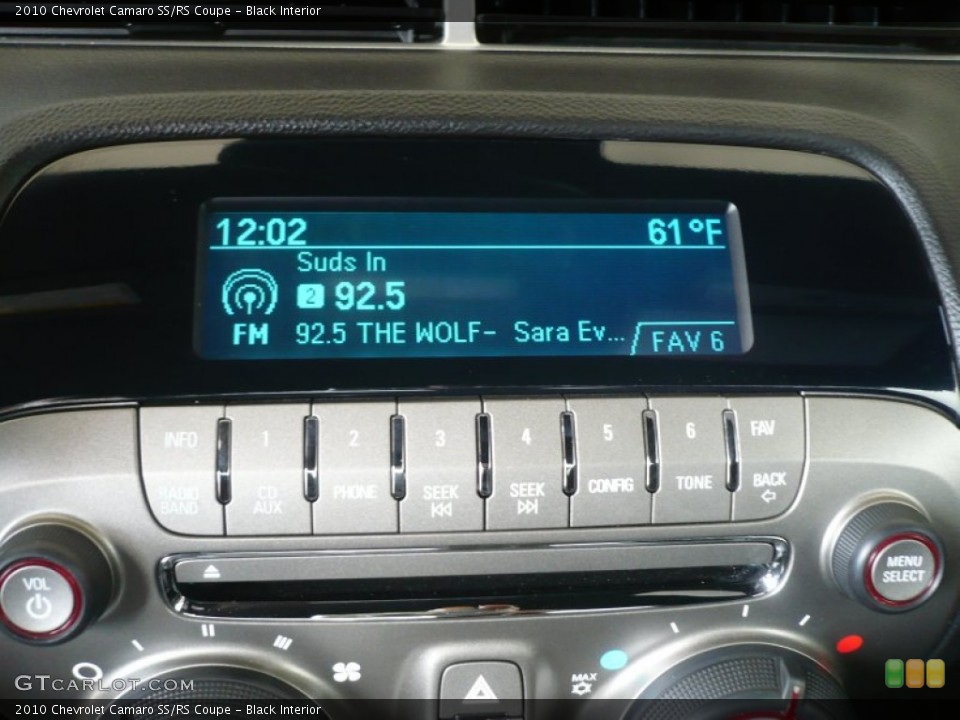 2010 Chevrolet Camaro SS/RS Coupe - Black Interior
12:02 61°F
Suds In
2 92.5
FM 92.5 THE WOLF- Sara Ev... FAV 6
INFO 1 2 3 4 5 6 FAV
RADIO BAND CD AUX PHONE SEEK SEEK CONFIG TONE BACK
VOL
MENU SELECT
MAX
GTCARLOT.COM
2010 Chevrolet Camaro SS/RS Coupe - Black Interior